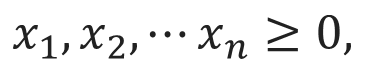 x₁, x₂, ⋯ xₙ ≥ 0,